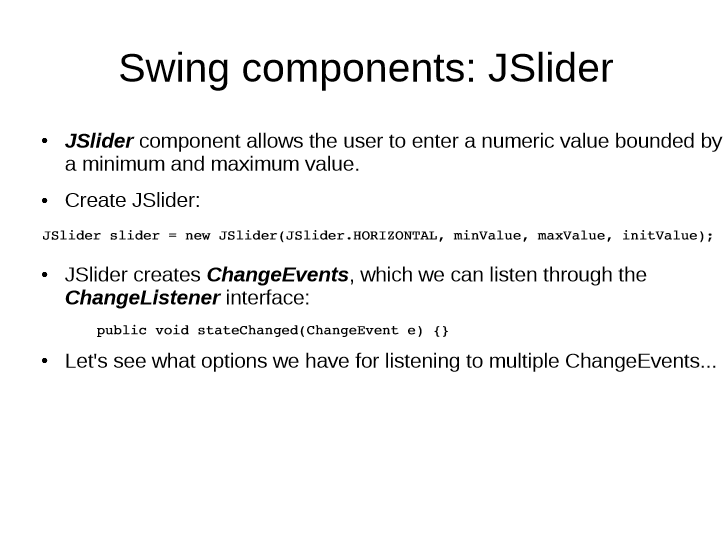 Swing components: JSlider
• JSlider component allows the user to enter a numeric value bounded by
a minimum and maximum value.
• Create JSlider:
JSlider slider = new JSlider(JSlider.HORIZONTAL, minValue, maxValue, initValue);
• JSlider creates ChangeEvents, which we can listen through the
ChangeListener interface:
public void stateChanged(ChangeEvent e) {}
• Let's see what options we have for listening to multiple ChangeEvents...